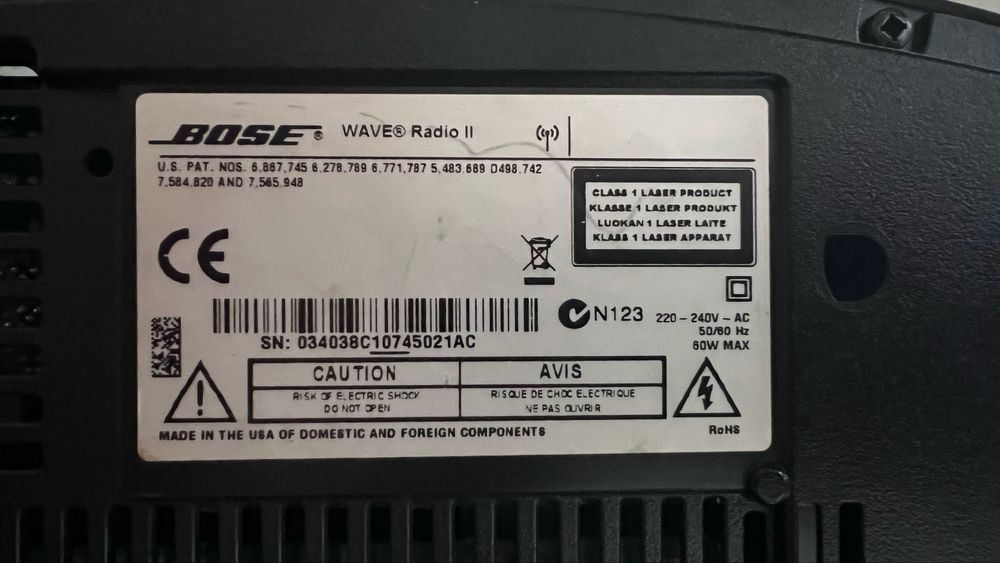 BOSE® WAVE® Radio II
U.S. PAT. NOS. 6.867,745 6.278.789 6,771,787 5,483.689 D498.742
7,584.820 AND 7,565.948
CLASS 1 LASER PRODUCT
KLASSE 1 LASER PRODUKT
LUOKAN 1 LASER LAITE
KLASS 1 LASER APPARAT
CE
N123
220 – 240V ~ AC
50/60 Hz
60W MAX
SN: 034038C10745021AC
CAUTION
RISK OF ELECTRIC SHOCK
DO NOT OPEN
AVIS
RISQUE DE CHOC ELECTRIQUE
NE PAS OUVRIR
RoHS
MADE IN THE USA OF DOMESTIC AND FOREIGN COMPONENTS